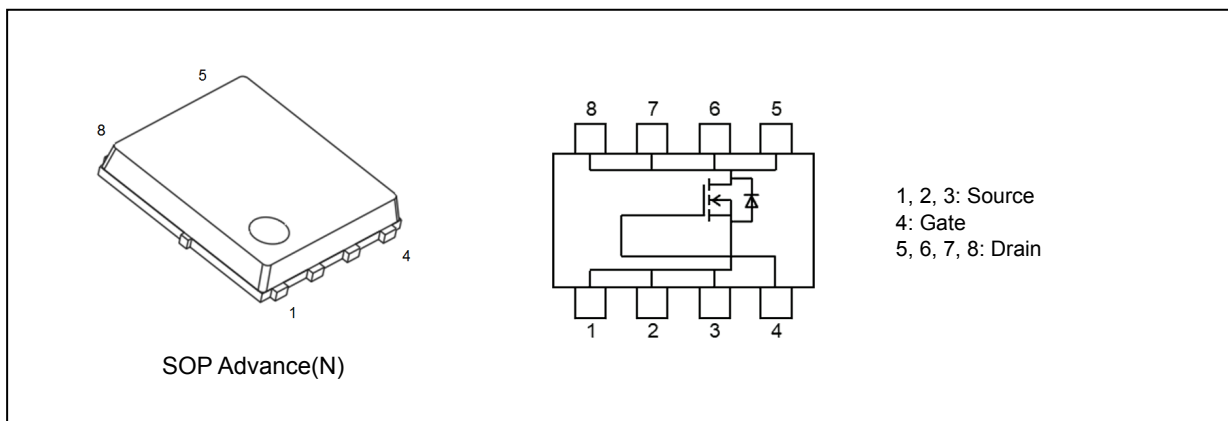 5
8
4
1
SOP Advance(N)
8 7 6 5
1 2 3 4
1, 2, 3: Source
4: Gate
5, 6, 7, 8: Drain